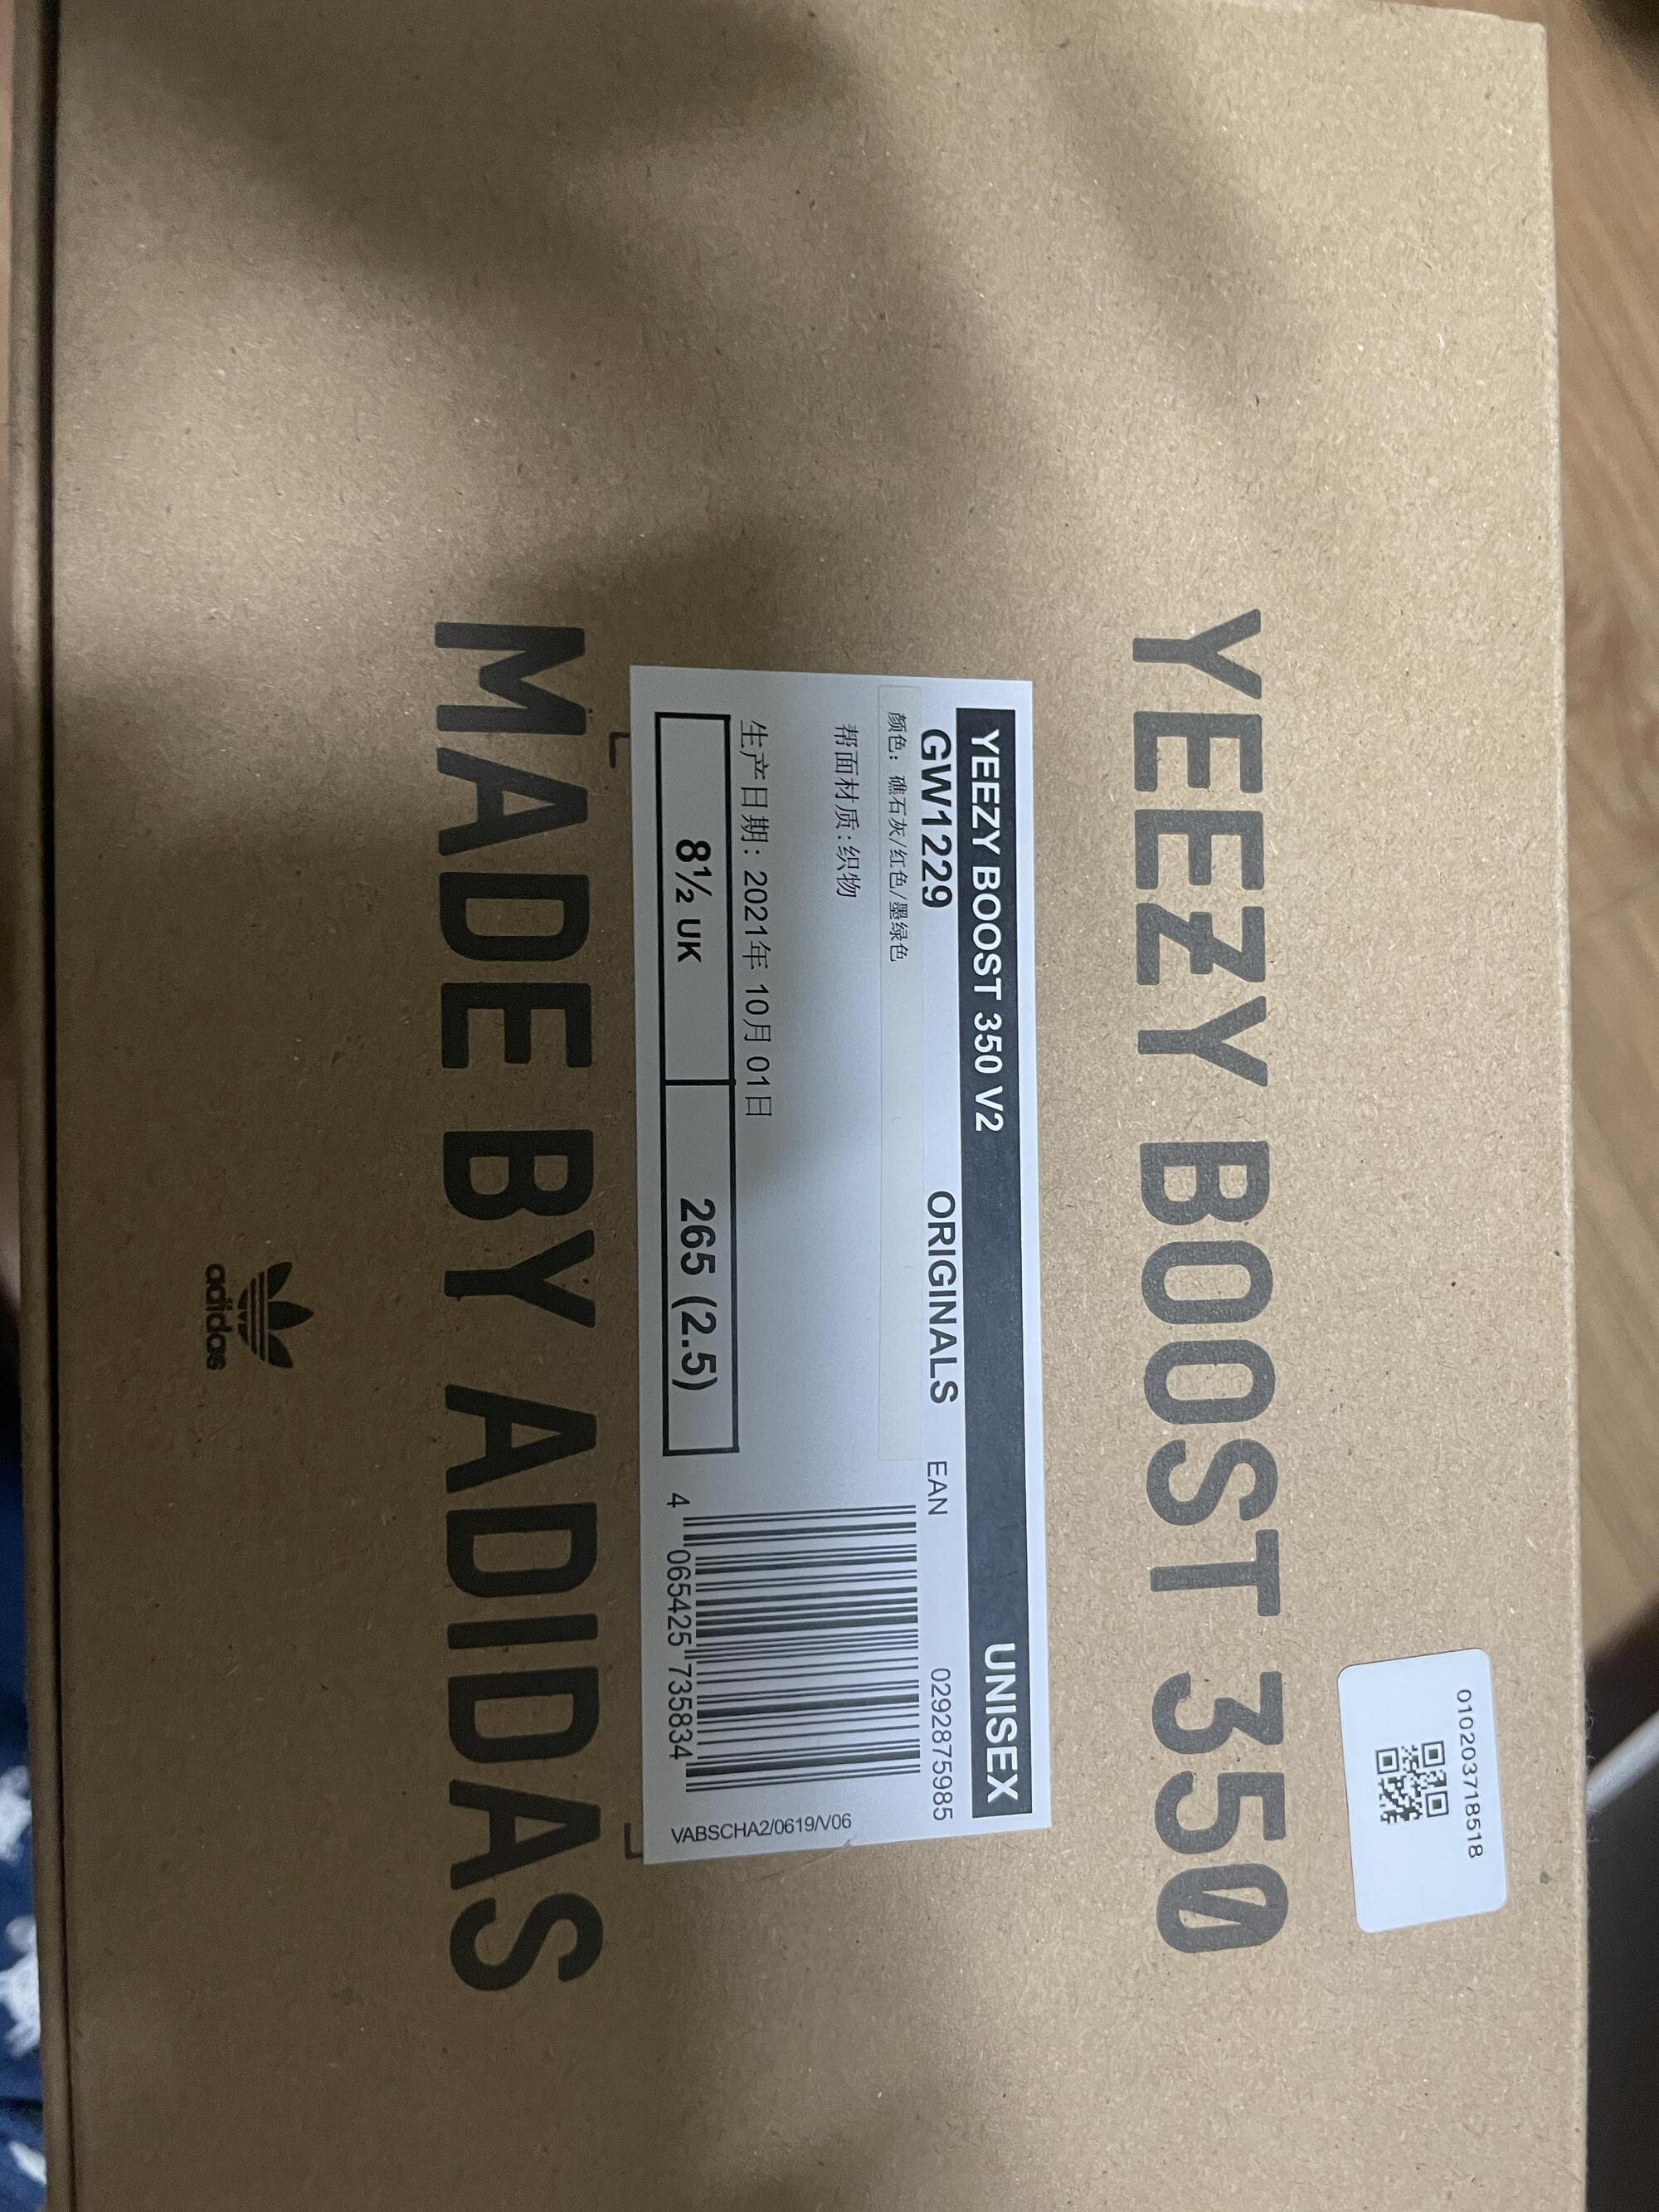 010203718518
YEEZY BOOST 350
YEEZY BOOST 350 V2 UNISEX
GW1229 ORIGINALS EAN 0292875985
颜色: 礁石灰/红色/墨绿色
帮面材质: 织物
生产日期: 2021年 10月 01日
8½ UK 265 (2.5)
4 065425 735834
VABSCHA2/0619/V06
MADE BY ADIDAS
adidas